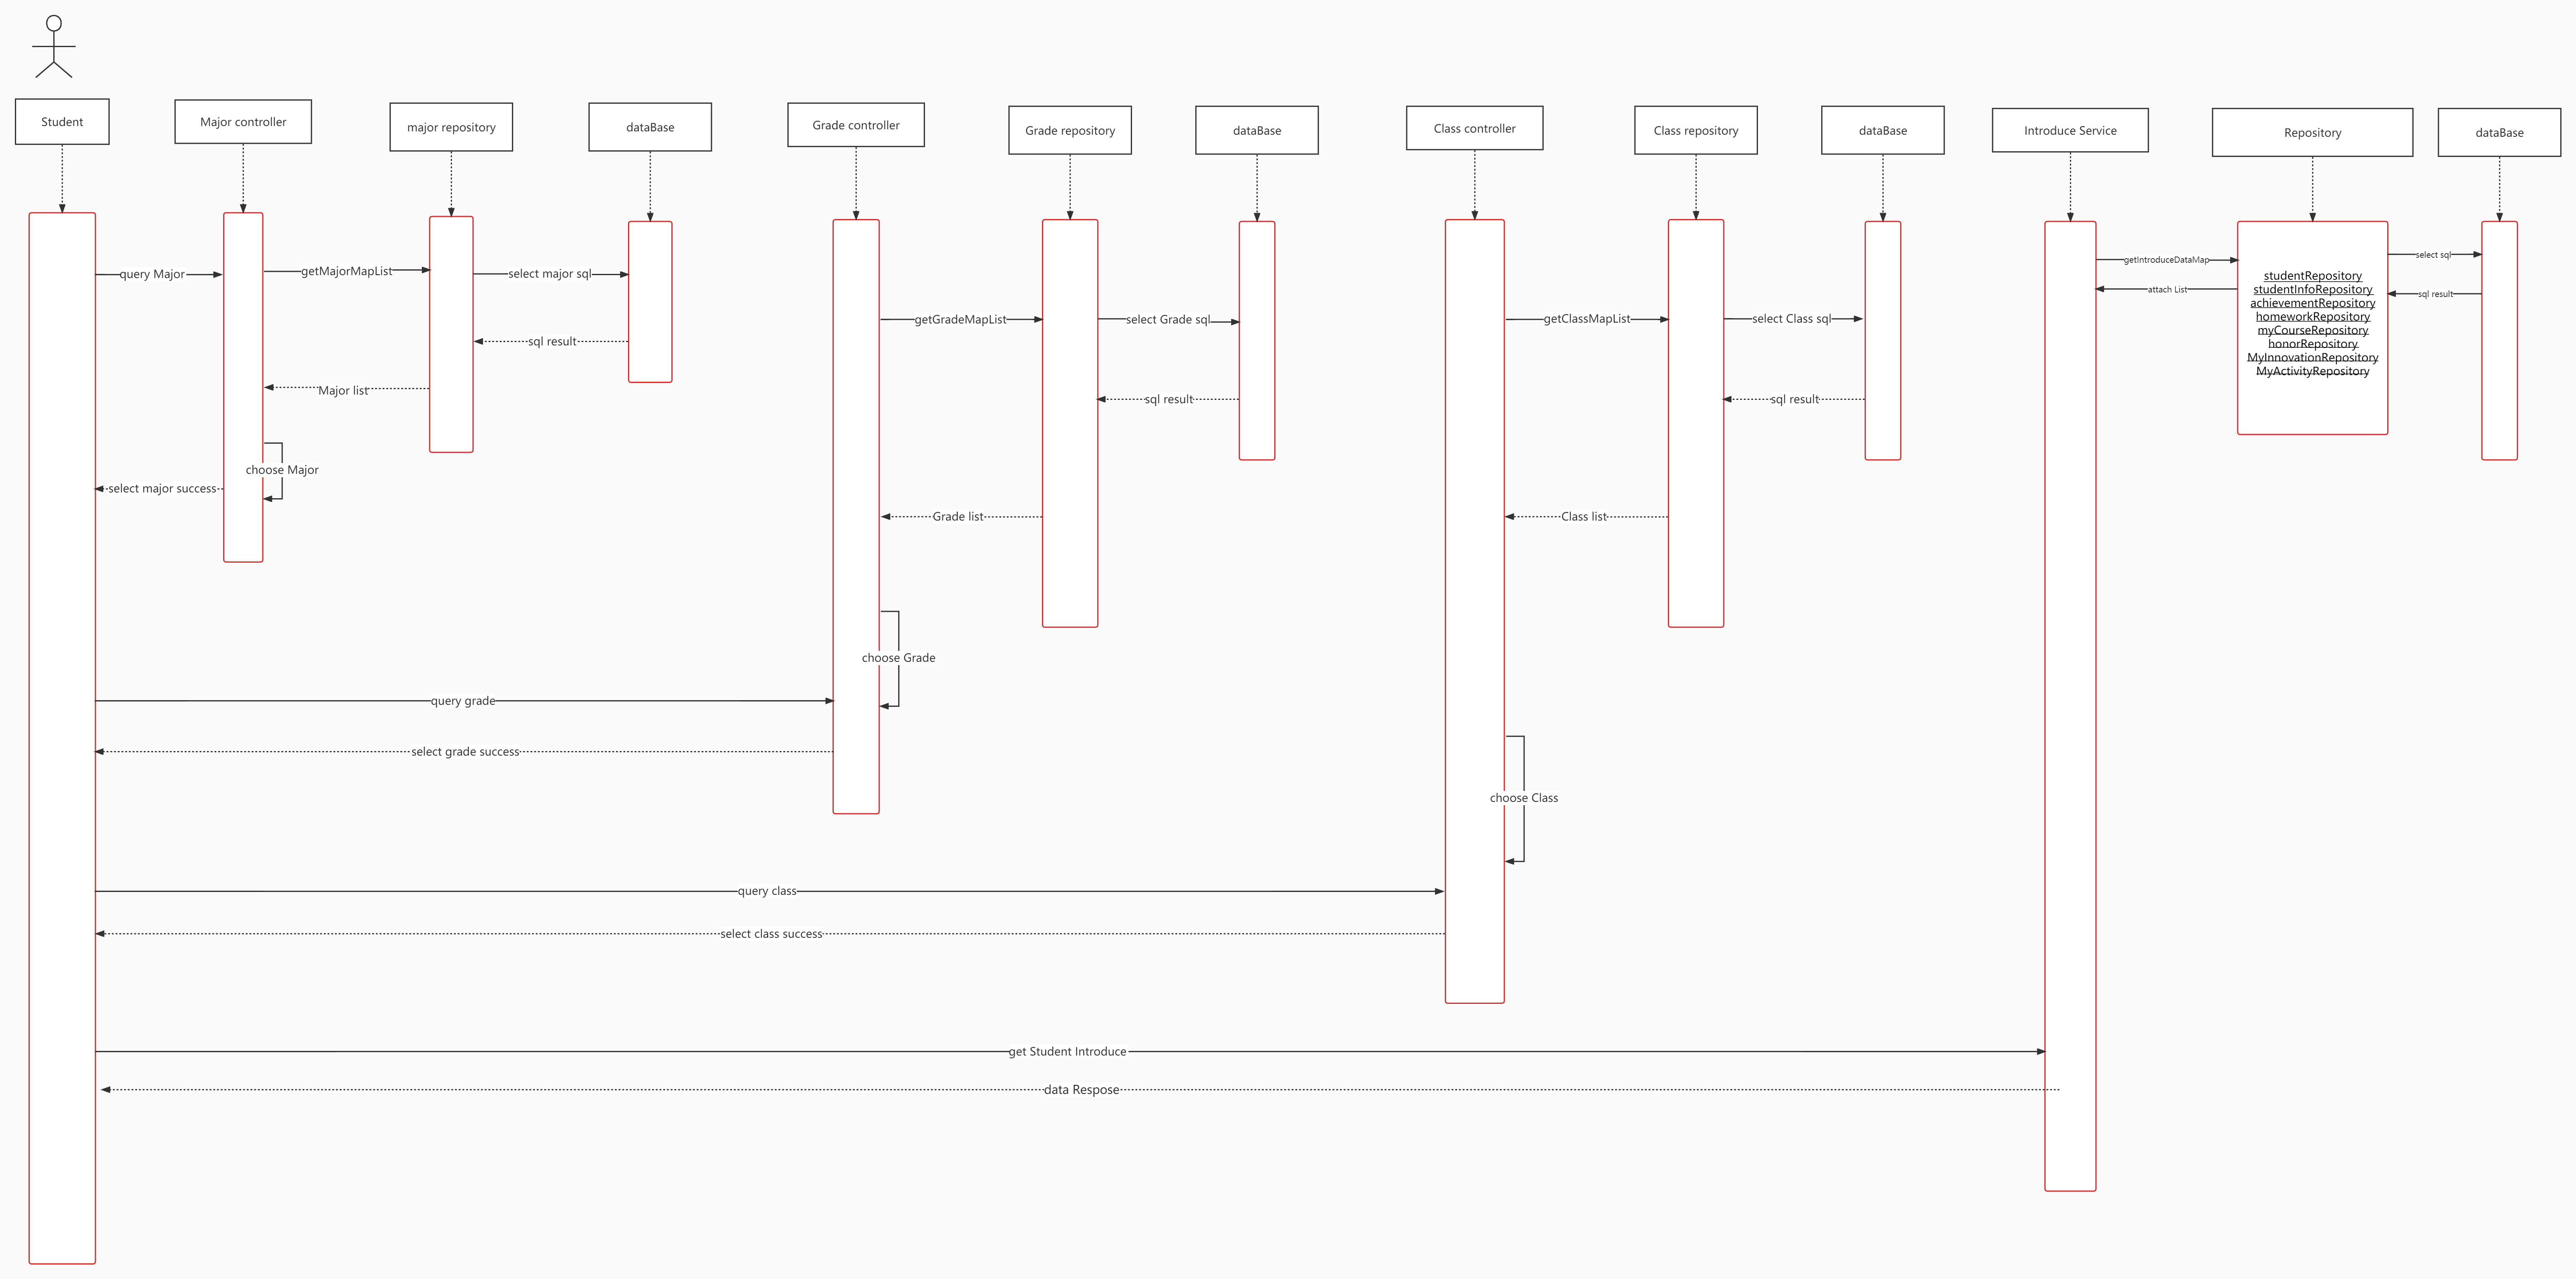 Student
Major controller
major repository
dataBase
Grade controller
Grade repository
dataBase
Class controller
Class repository
dataBase
Introduce Service
Repository
dataBase
query Major
getMajorMapList
select major sql
sql result
Major list
choose Major
select major success
getGradeMapList
select Grade sql
sql result
Grade list
choose Grade
query grade
select grade success
getClassMapList
select Class sql
sql result
Class list
choose Class
query class
select class success
getIntroduceDataMap
attach List
select sql
sql result
studentRepository
studentInfoRepository
achievementRepository
homeworkRepository
myCourseRepository
honorRepository
MyInnovationRepository
MyActivityRepository
get Student Introduce
data Respose